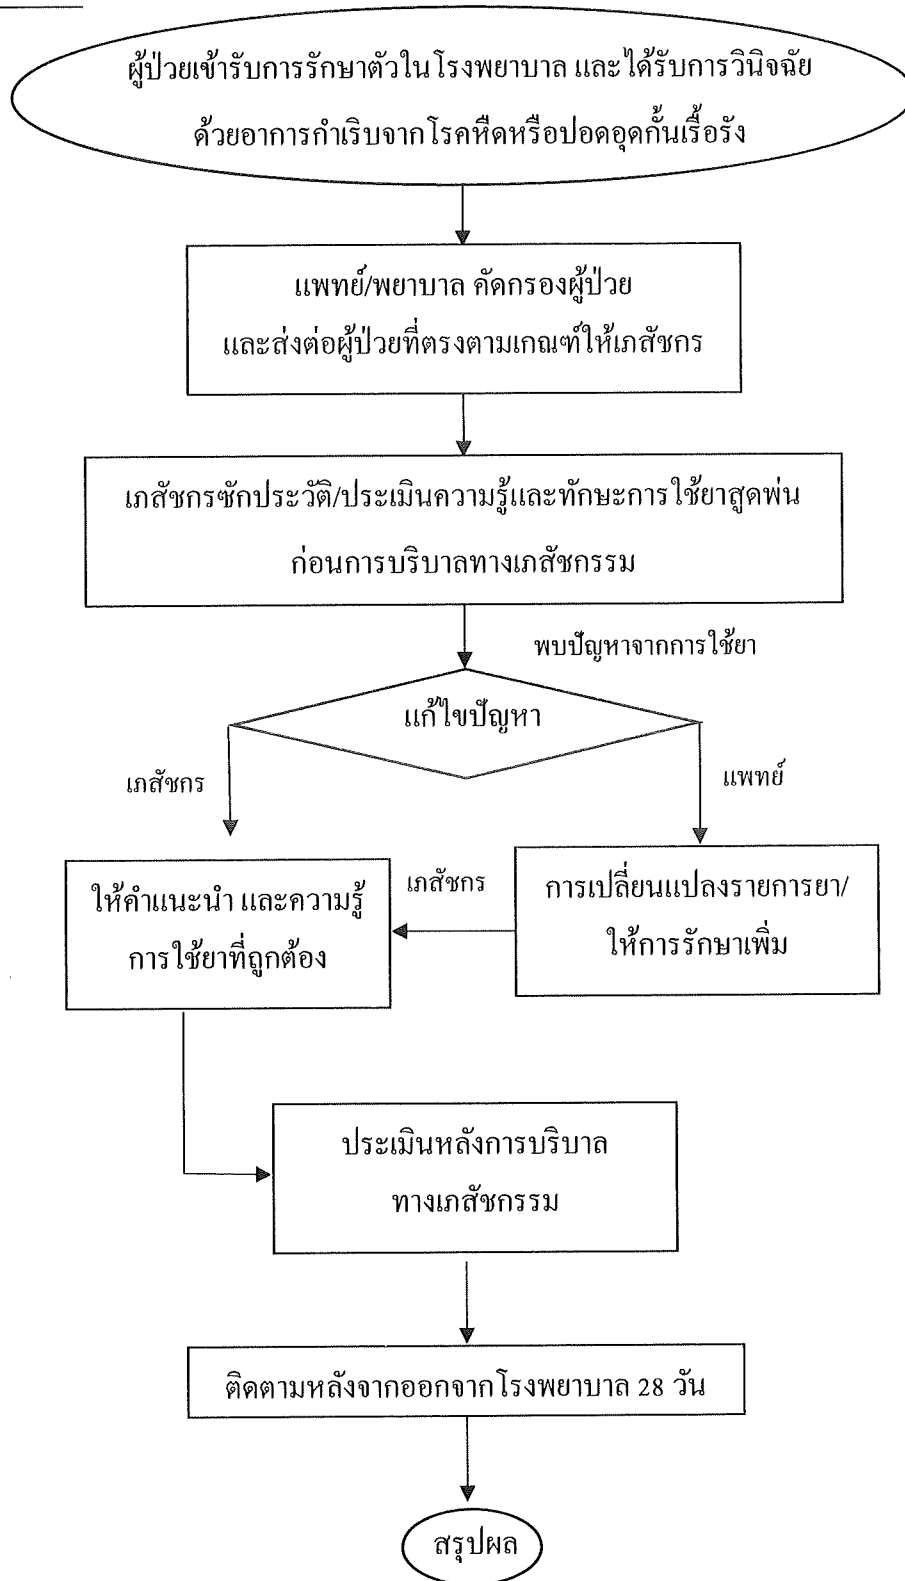 ผู้ป่วยเข้ารับการรักษาตัวในโรงพยาบาล และได้รับการวินิจฉัย
ด้วยอาการกำเริบจากโรคหืดหรือปอดอุดกั้นเรื้อรัง
แพทย์/พยาบาล คัดกรองผู้ป่วย
และส่งต่อผู้ป่วยที่ตรงตามเกณฑ์ให้เภสัชกร
เภสัชกรซักประวัติ/ประเมินความรู้และทักษะการใช้ยาสูดพ่น
ก่อนการบริบาลทางเภสัชกรรม
พบปัญหาจากการใช้ยา
แก้ไขปัญหา
เภสัชกร
แพทย์
ให้คำแนะนำ และความรู้
การใช้ยาที่ถูกต้อง
เภสัชกร
การเปลี่ยนแปลงรายการยา/
ให้การรักษาเพิ่ม
ประเมินหลังการบริบาล
ทางเภสัชกรรม
ติดตามหลังจากออกจากโรงพยาบาล 28 วัน
สรุปผล